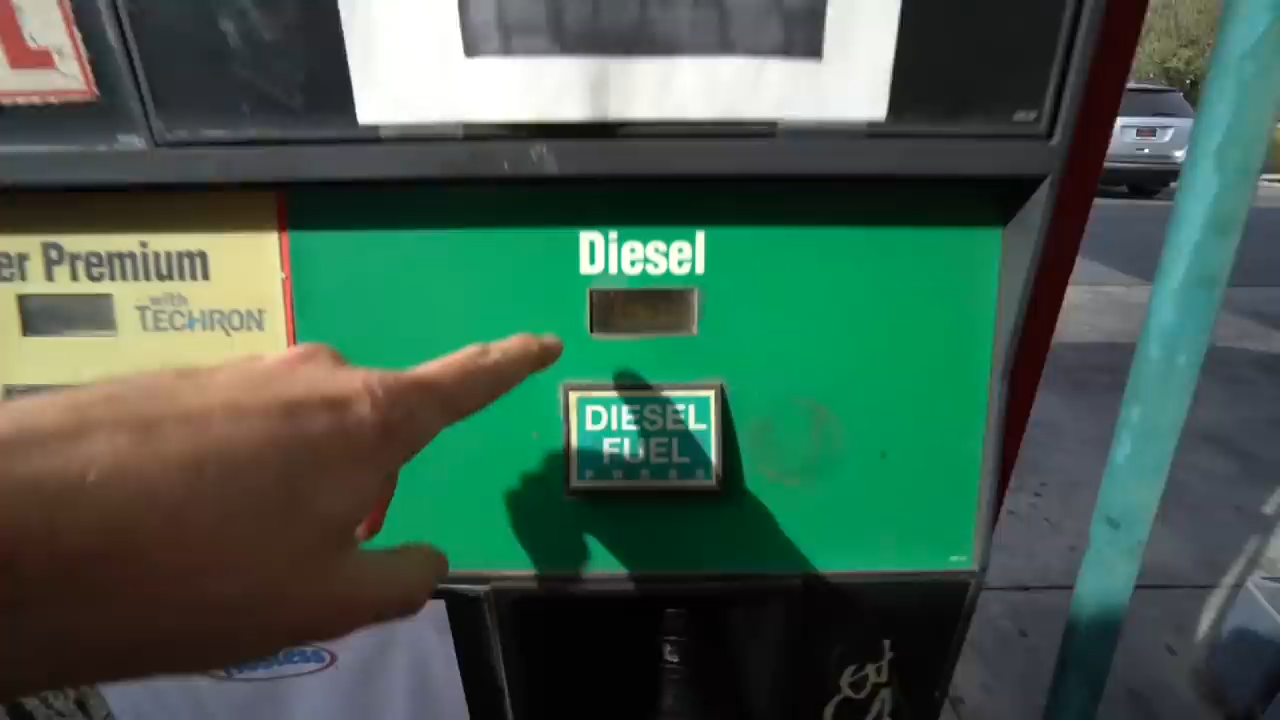 L
Diesel
er Premium
with
TECHRON
DIESEL
FUEL